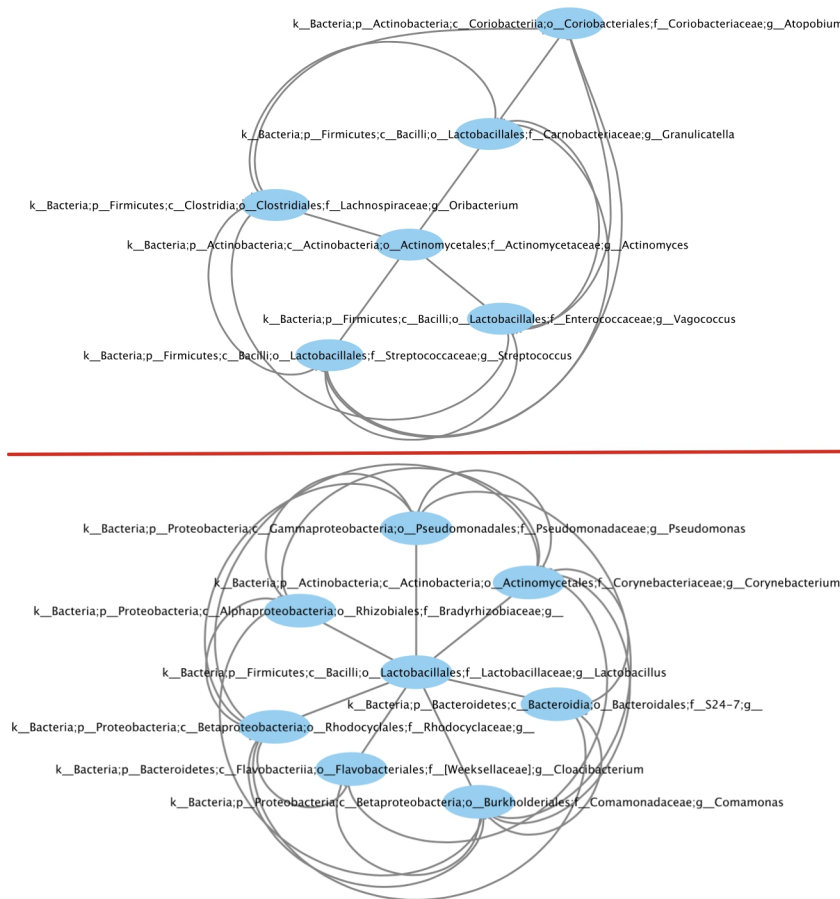 k__Bacteria;p__Actinobacteria;c__Coriobacteriia;o__Coriobacteriales;f__Coriobacteriaceae;g__Atopobium
k__Bacteria;p__Firmicutes;c__Bacilli;o__Lactobacillales;f__Carnobacteriaceae;g__Granulicatella
k__Bacteria;p__Firmicutes;c__Clostridia;o__Clostridiales;f__Lachnospiraceae;g__Oribacterium
k__Bacteria;p__Actinobacteria;c__Actinobacteria;o__Actinomycetales;f__Actinomycetaceae;g__Actinomyces
k__Bacteria;p__Firmicutes;c__Bacilli;o__Lactobacillales;f__Enterococcaceae;g__Vagococcus
k__Bacteria;p__Firmicutes;c__Bacilli;o__Lactobacillales;f__Streptococcaceae;g__Streptococcus
k__Bacteria;p__Proteobacteria;c__Gammaproteobacteria;o__Pseudomonadales;f__Pseudomonadaceae;g__Pseudomonas
k__Bacteria;p__Actinobacteria;c__Actinobacteria;o__Actinomycetales;f__Corynebacteriaceae;g__Corynebacterium
k__Bacteria;p__Proteobacteria;c__Alphaproteobacteria;o__Rhizobiales;f__Bradyrhizobiaceae;g__
k__Bacteria;p__Firmicutes;c__Bacilli;o__Lactobacillales;f__Lactobacillaceae;g__Lactobacillus
k__Bacteria;p__Bacteroidetes;c__Bacteroidia;o__Bacteroidales;f__S24-7;g__
k__Bacteria;p__Proteobacteria;c__Betaproteobacteria;o__Rhodocyclales;f__Rhodocyclaceae;g__
k__Bacteria;p__Bacteroidetes;c__Flavobacteriia;o__Flavobacteriales;f__[Weeksellaceae];g__Cloacibacterium
k__Bacteria;p__Proteobacteria;c__Betaproteobacteria;o__Burkholderiales;f__Comamonadaceae;g__Comamonas